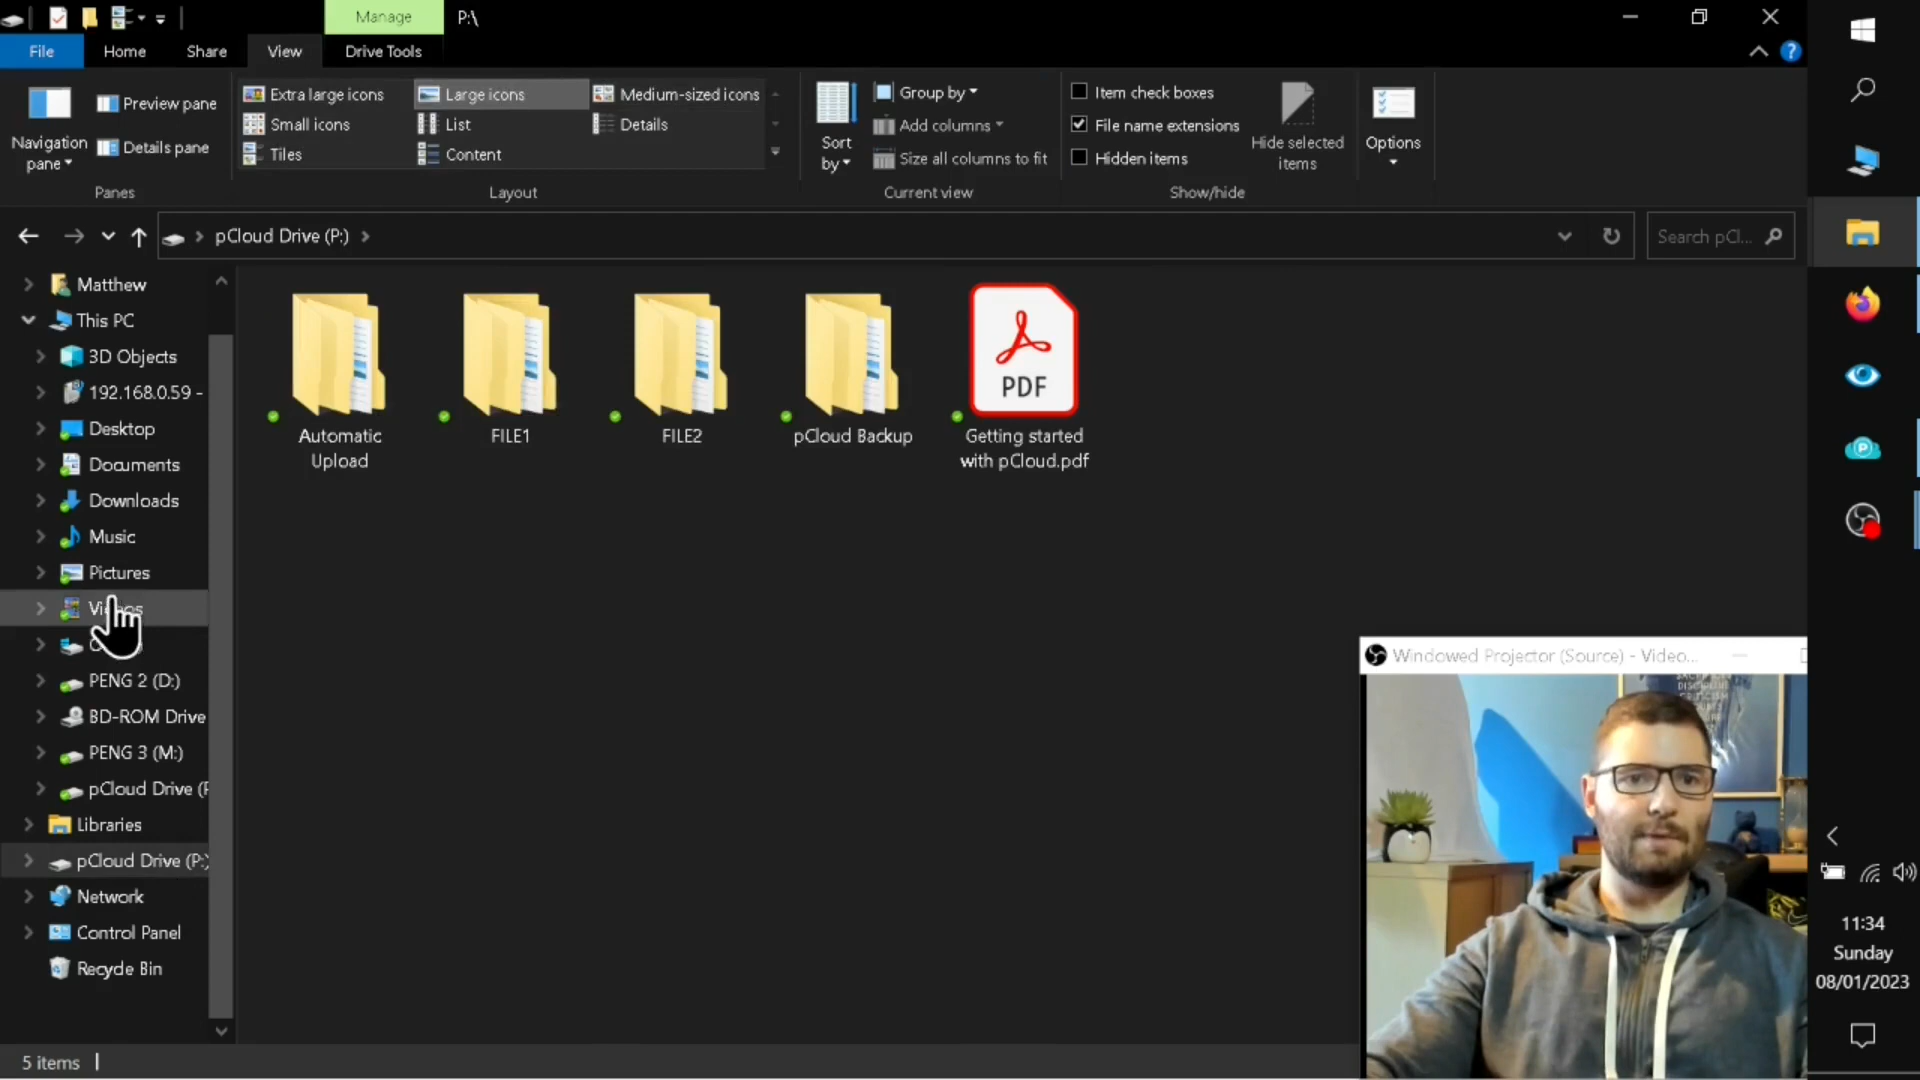 Manage
P:\
File
Home
Share
View
Drive Tools
Navigation
pane
Preview pane
Details pane
Panes
Extra large icons
Large icons
Medium-sized icons
Small icons
List
Details
Tiles
Content
Layout
Sort
by
Group by
Add columns
Size all columns to fit
Current view
Item check boxes
File name extensions
Hidden items
Hide selected
items
Show/hide
Options
pCloud Drive (P:)
Search pCl...
Matthew
This PC
3D Objects
192.168.0.59 -
Desktop
Documents
Downloads
Music
Pictures
Videos
PENG 2 (D:)
BD-ROM Drive
PENG 3 (M:)
pCloud Drive (P
Libraries
pCloud Drive (P:)
Network
Control Panel
Recycle Bin
Automatic
Upload
FILE1
FILE2
pCloud Backup
PDF
Getting started
with pCloud.pdf
Windowed Projector (Source) - Video...
DISCIPLINE
CRITICISM
11:34
Sunday
08/01/2023
5 items